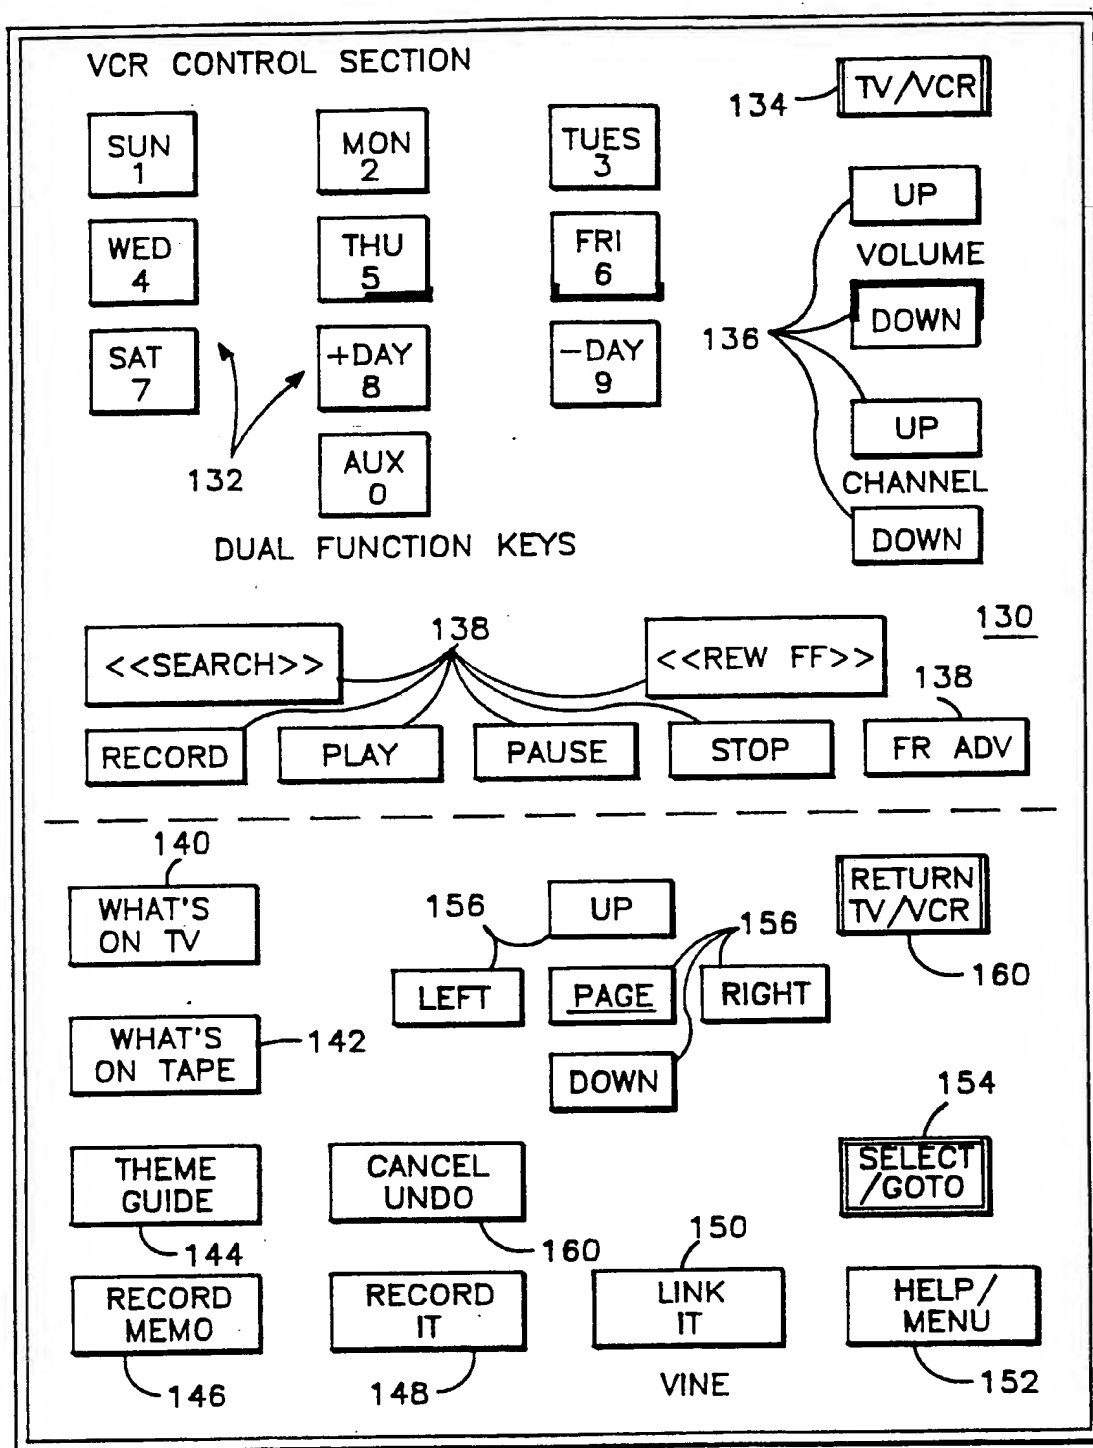 VCR CONTROL SECTION
134
TV/VCR
SUN
1
MON
2
TUES
3
UP
VOLUME
DOWN
WED
4
THU
5
FRI
6
136
SAT
7
+DAY
8
-DAY
9
UP
CHANNEL
DOWN
132
AUX
0
DUAL FUNCTION KEYS
130
<<SEARCH>>
138
<<REW FF>>
138
RECORD
PLAY
PAUSE
STOP
FR ADV
140
WHAT'S
ON TV
156
UP
156
RETURN
TV/VCR
160
LEFT
PAGE
RIGHT
WHAT'S
ON TAPE
142
DOWN
154
THEME
GUIDE
144
CANCEL
UNDO
160
SELECT
/GOTO
150
RECORD
MEMO
146
RECORD
IT
148
LINK
IT
VINE
HELP/
MENU
152